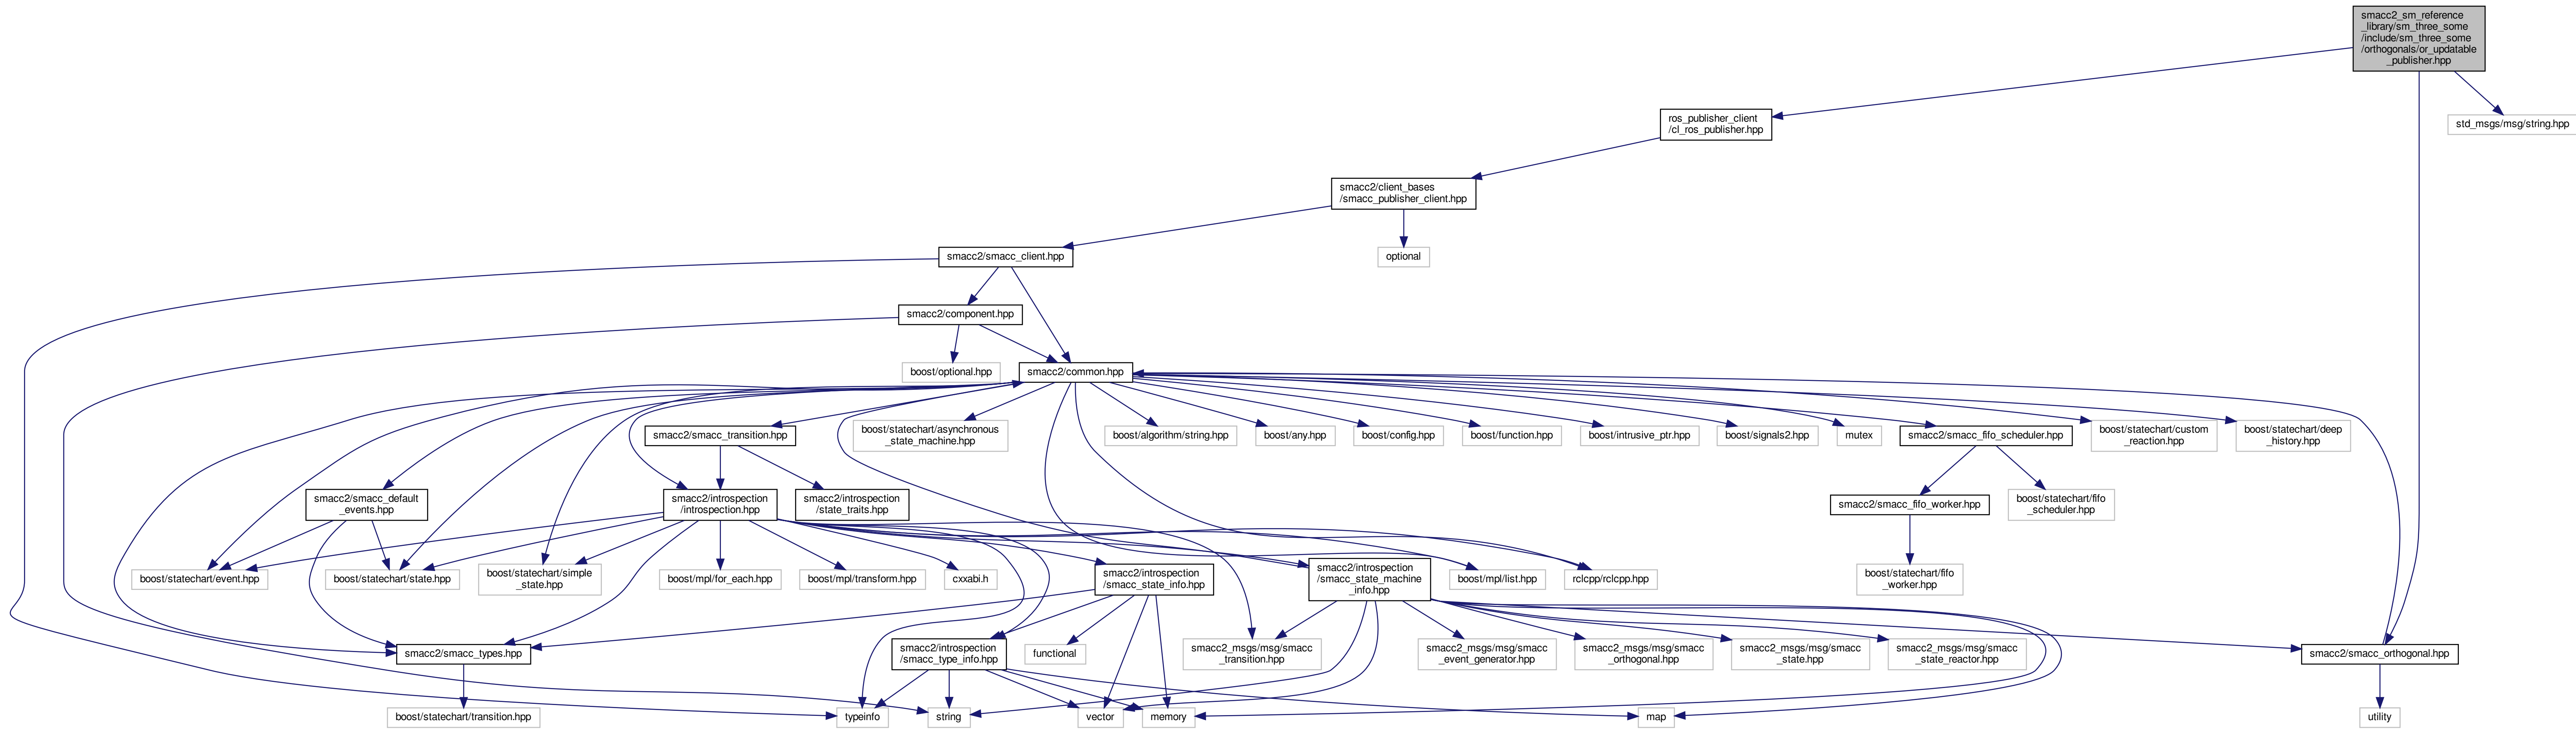 smacc2_sm_reference
_library/sm_three_some
/include/sm_three_some
/orthogonals/or_updatable
_publisher.hpp
ros_publisher_client
/cl_ros_publisher.hpp
std_msgs/msg/string.hpp
smacc2/client_bases
/smacc_publisher_client.hpp
smacc2/smacc_client.hpp
optional
smacc2/component.hpp
boost/optional.hpp
smacc2/common.hpp
smacc2/smacc_transition.hpp
boost/statechart/asynchronous
_state_machine.hpp
boost/algorithm/string.hpp
boost/any.hpp
boost/config.hpp
boost/function.hpp
boost/intrusive_ptr.hpp
boost/signals2.hpp
mutex
smacc2/smacc_fifo_scheduler.hpp
boost/statechart/custom
_reaction.hpp
boost/statechart/deep
_history.hpp
smacc2/smacc_default
_events.hpp
smacc2/introspection
/introspection.hpp
smacc2/introspection
/state_traits.hpp
smacc2/smacc_fifo_worker.hpp
boost/statechart/fifo
_scheduler.hpp
boost/statechart/event.hpp
boost/statechart/state.hpp
boost/statechart/simple
_state.hpp
boost/mpl/for_each.hpp
boost/mpl/transform.hpp
cxxabi.h
smacc2/introspection
/smacc_state_info.hpp
smacc2/introspection
/smacc_state_machine
_info.hpp
boost/mpl/list.hpp
rclcpp/rclcpp.hpp
boost/statechart/fifo
_worker.hpp
smacc2/smacc_types.hpp
smacc2/introspection
/smacc_type_info.hpp
functional
smacc2_msgs/msg/smacc
_transition.hpp
smacc2_msgs/msg/smacc
_event_generator.hpp
smacc2_msgs/msg/smacc
_orthogonal.hpp
smacc2_msgs/msg/smacc
_state.hpp
smacc2_msgs/msg/smacc
_state_reactor.hpp
smacc2/smacc_orthogonal.hpp
boost/statechart/transition.hpp
typeinfo
string
vector
memory
map
utility